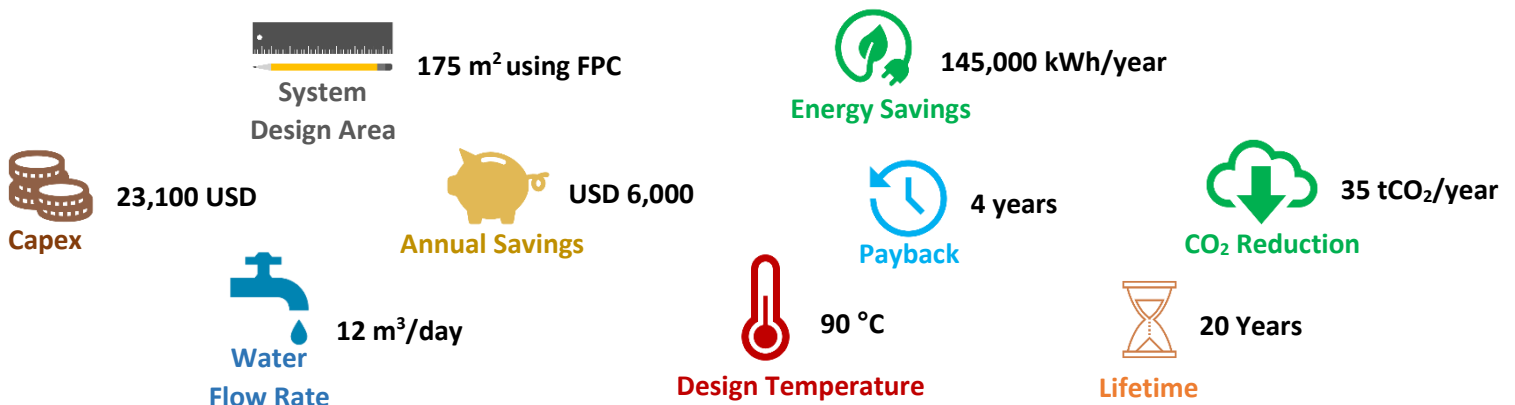 175 m² using FPC
System
Design Area
145,000 kWh/year
Energy Savings
23,100 USD
Capex
USD 6,000
Annual Savings
4 years
Payback
35 tCO₂/year
CO₂ Reduction
12 m³/day
Water
Flow Rate
90 °C
Design Temperature
20 Years
Lifetime